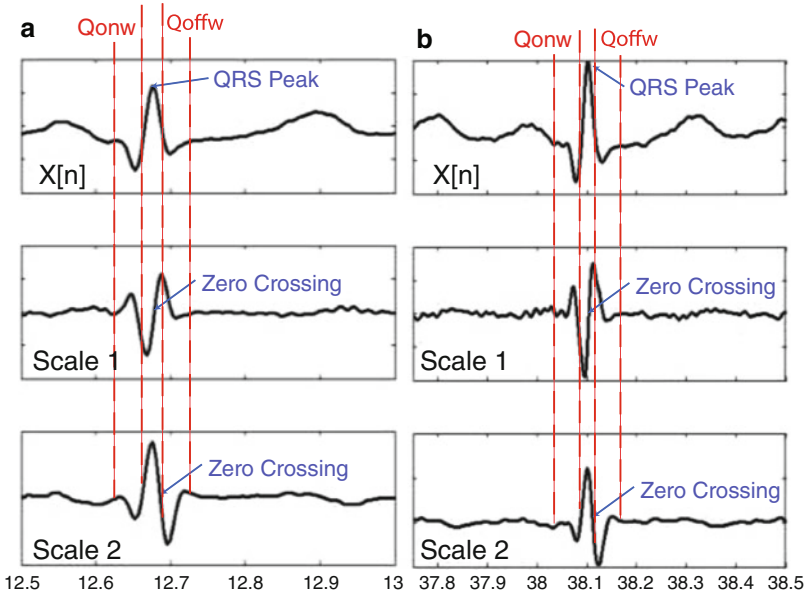 a
Qonw
Qoffw
QRS Peak
X[n]
Zero Crossing
Scale 1
Zero Crossing
Scale 2
12.5 12.6 12.7 12.8 12.9 13
b
Qonw
Qoffw
QRS Peak
X[n]
Zero Crossing
Scale 1
Zero Crossing
Scale 2
37.8 37.9 38 38.1 38.2 38.3 38.4 38.5